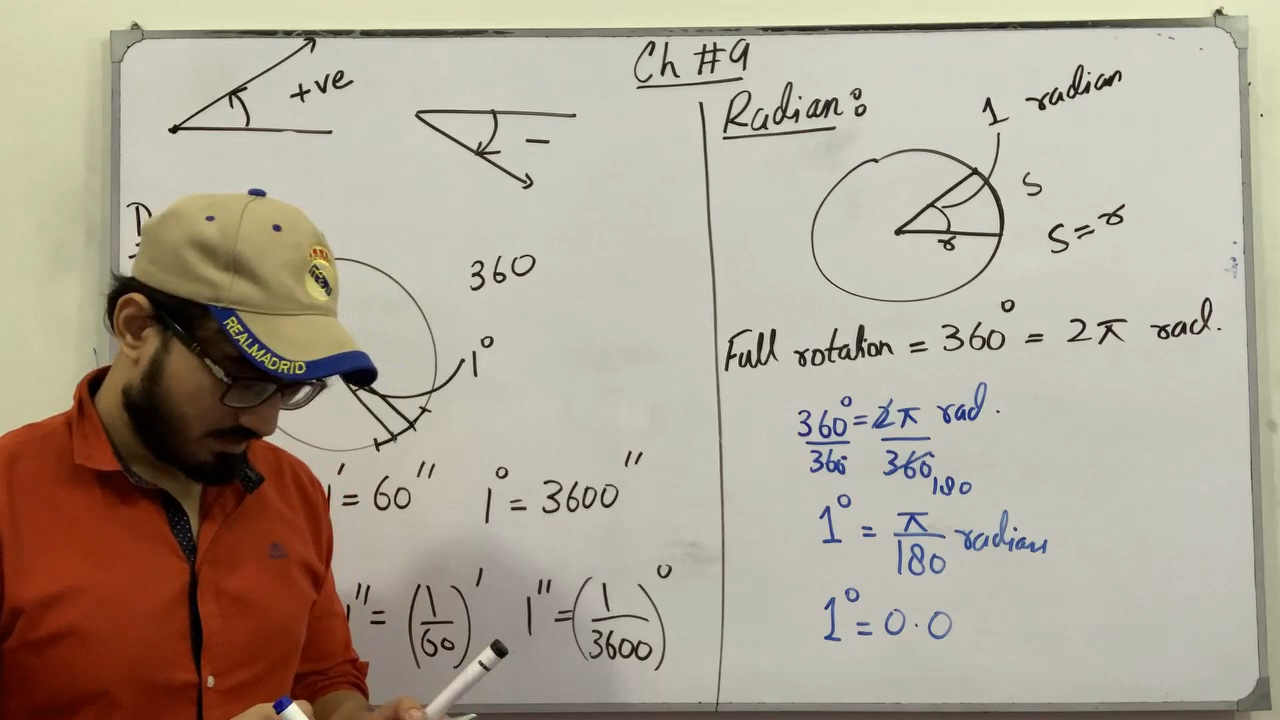 Ch #9
+ve
−
D
360
1°
1' = 60"
1° = 3600"
1" = (1/60)'
1" = (1/3600)°
REALMADRID
Radian:
1 radian
s
r
s = r
Full rotation = 360° = 2π rad.
360°/360 = 2π/360 rad.
180
1° = π/180 radians
1° = 0.0